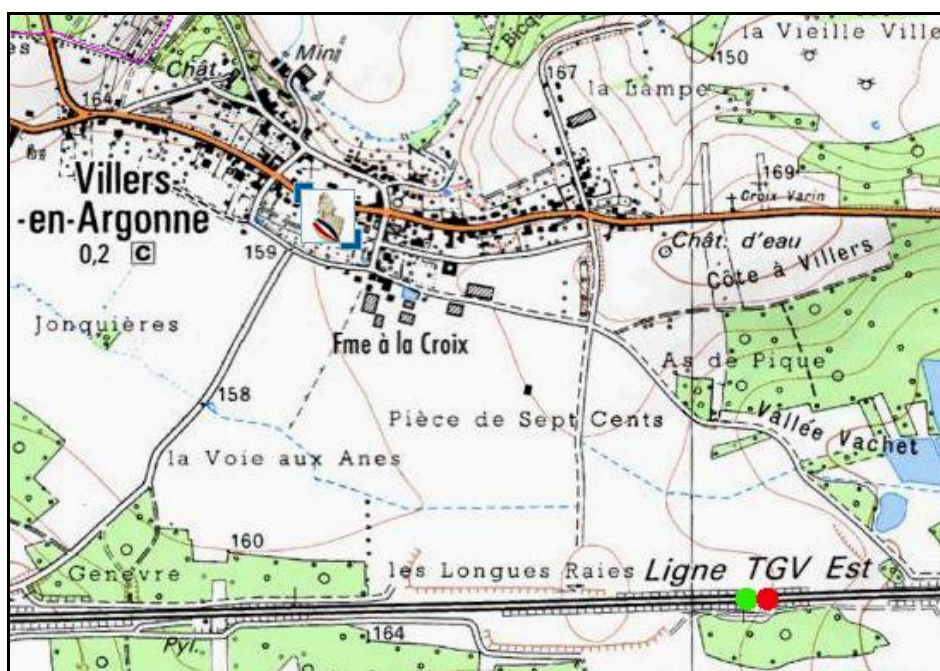 la Vieille Ville
150
Mini
Chât.
167
la Lampe
164
Villers-
-en-Argonne
0,2 C
169
Croix Varin
159
Chât. d'eau
Côte à Villers
Jonquières
Fme à la Croix
As de Pique
158
Pièce de Sept Cents
Vallée Vachet
la Voie aux Anes
160
Genèvre
les Longues Raies
Ligne TGV Est
Pyl.
164